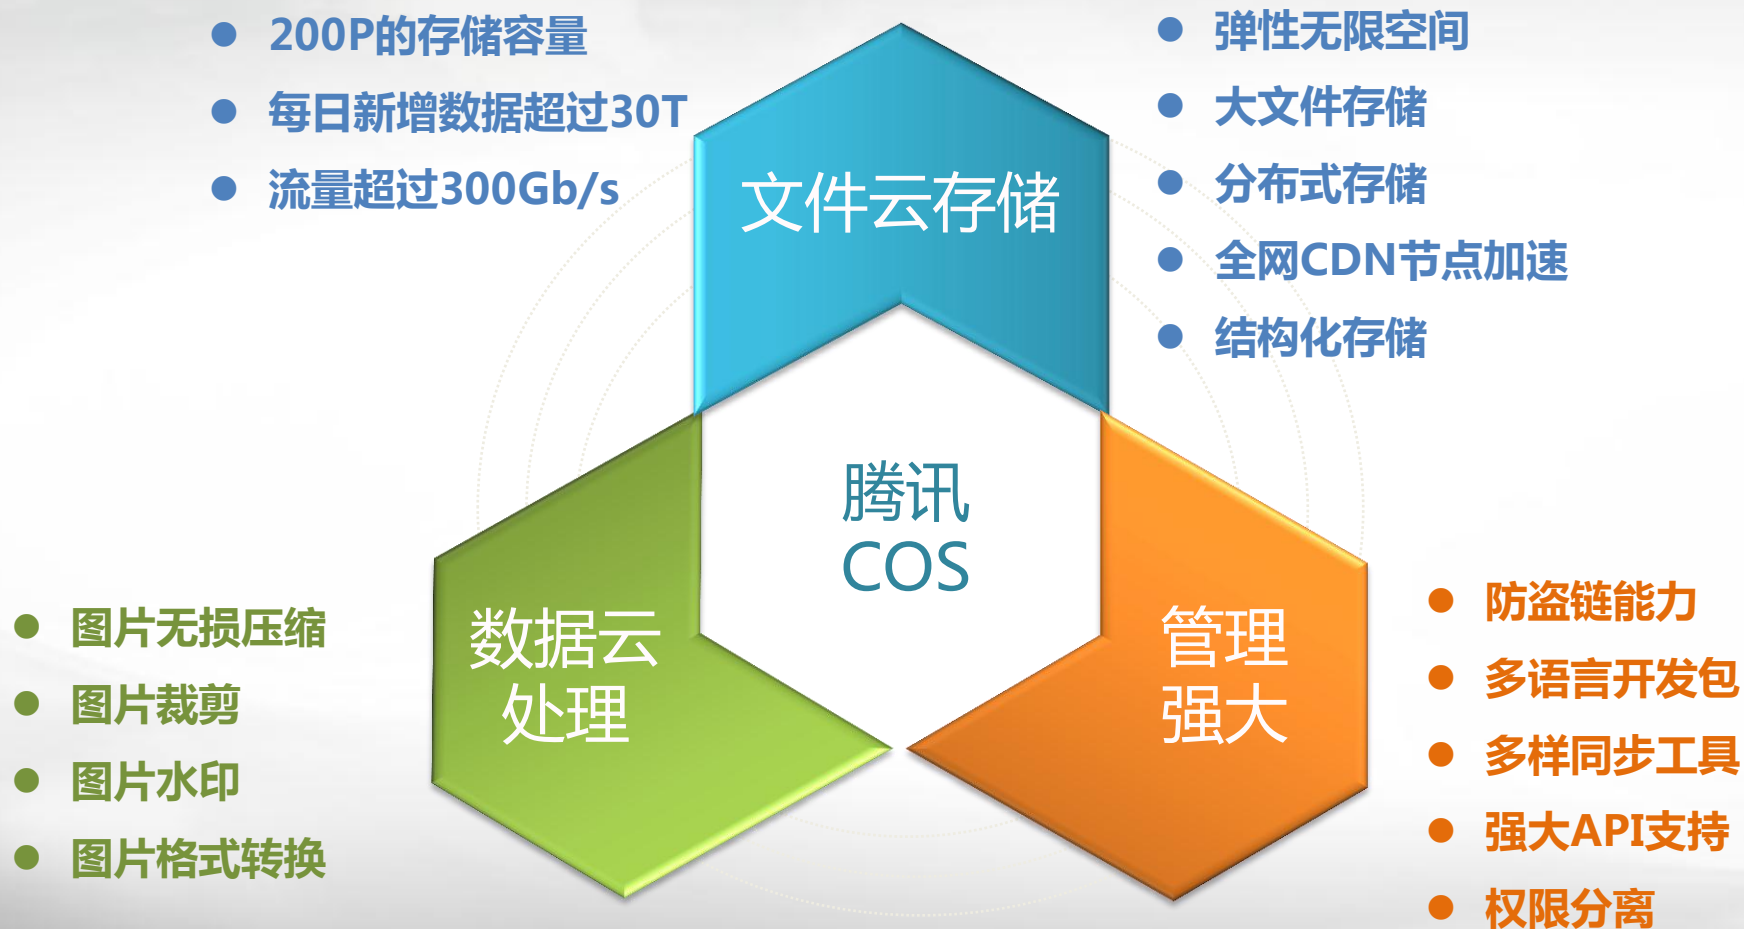 200P的存储容量
每日新增数据超过30T
流量超过300Gb/s
弹性无限空间
大文件存储
分布式存储
全网CDN节点加速
结构化存储
文件云存储
腾讯
COS
数据云
处理
管理
强大
图片无损压缩
图片裁剪
图片水印
图片格式转换
防盗链能力
多语言开发包
多样同步工具
强大API支持
权限分离